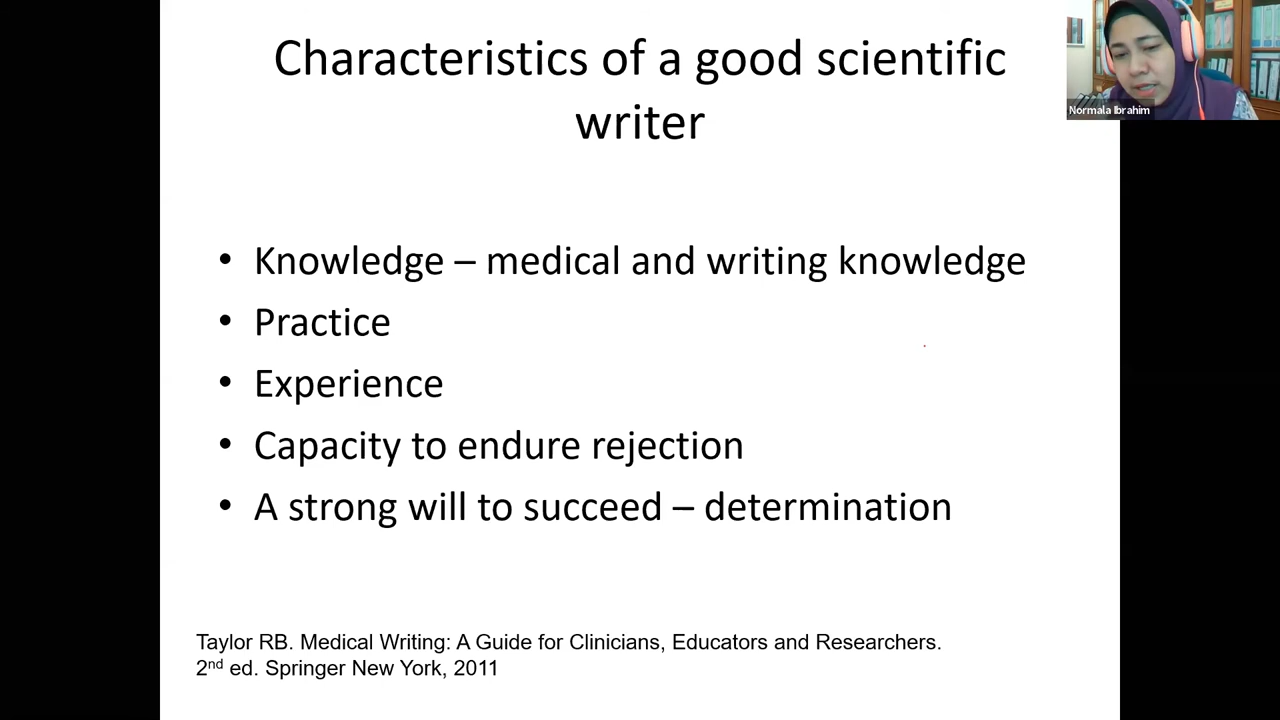 Characteristics of a good scientific
writer
Normala Ibrahim
• Knowledge – medical and writing knowledge
• Practice
• Experience
• Capacity to endure rejection
• A strong will to succeed – determination
Taylor RB. Medical Writing: A Guide for Clinicians, Educators and Researchers.
2nd ed. Springer New York, 2011